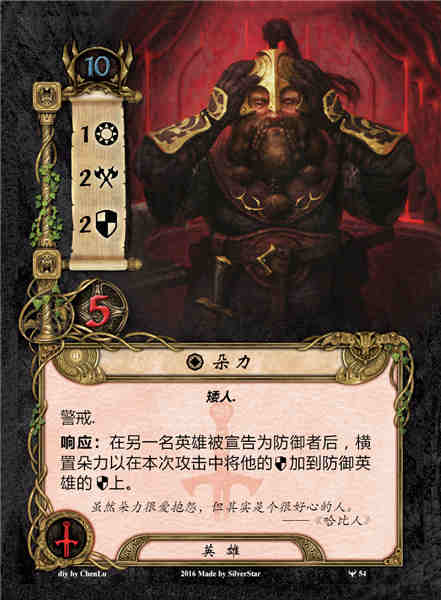 10
1
2
2
5
朵力
矮人.
警戒.
响应：在另一名英雄被宣告为防御者后，横
置朵力以在本次攻击中将他的加到防御英
雄的上。
虽然朵力很爱抱怨，但其实是个很好心的人。
——《哈比人》
英雄
diy by ChenLu
2016 Made by SilverStar
54